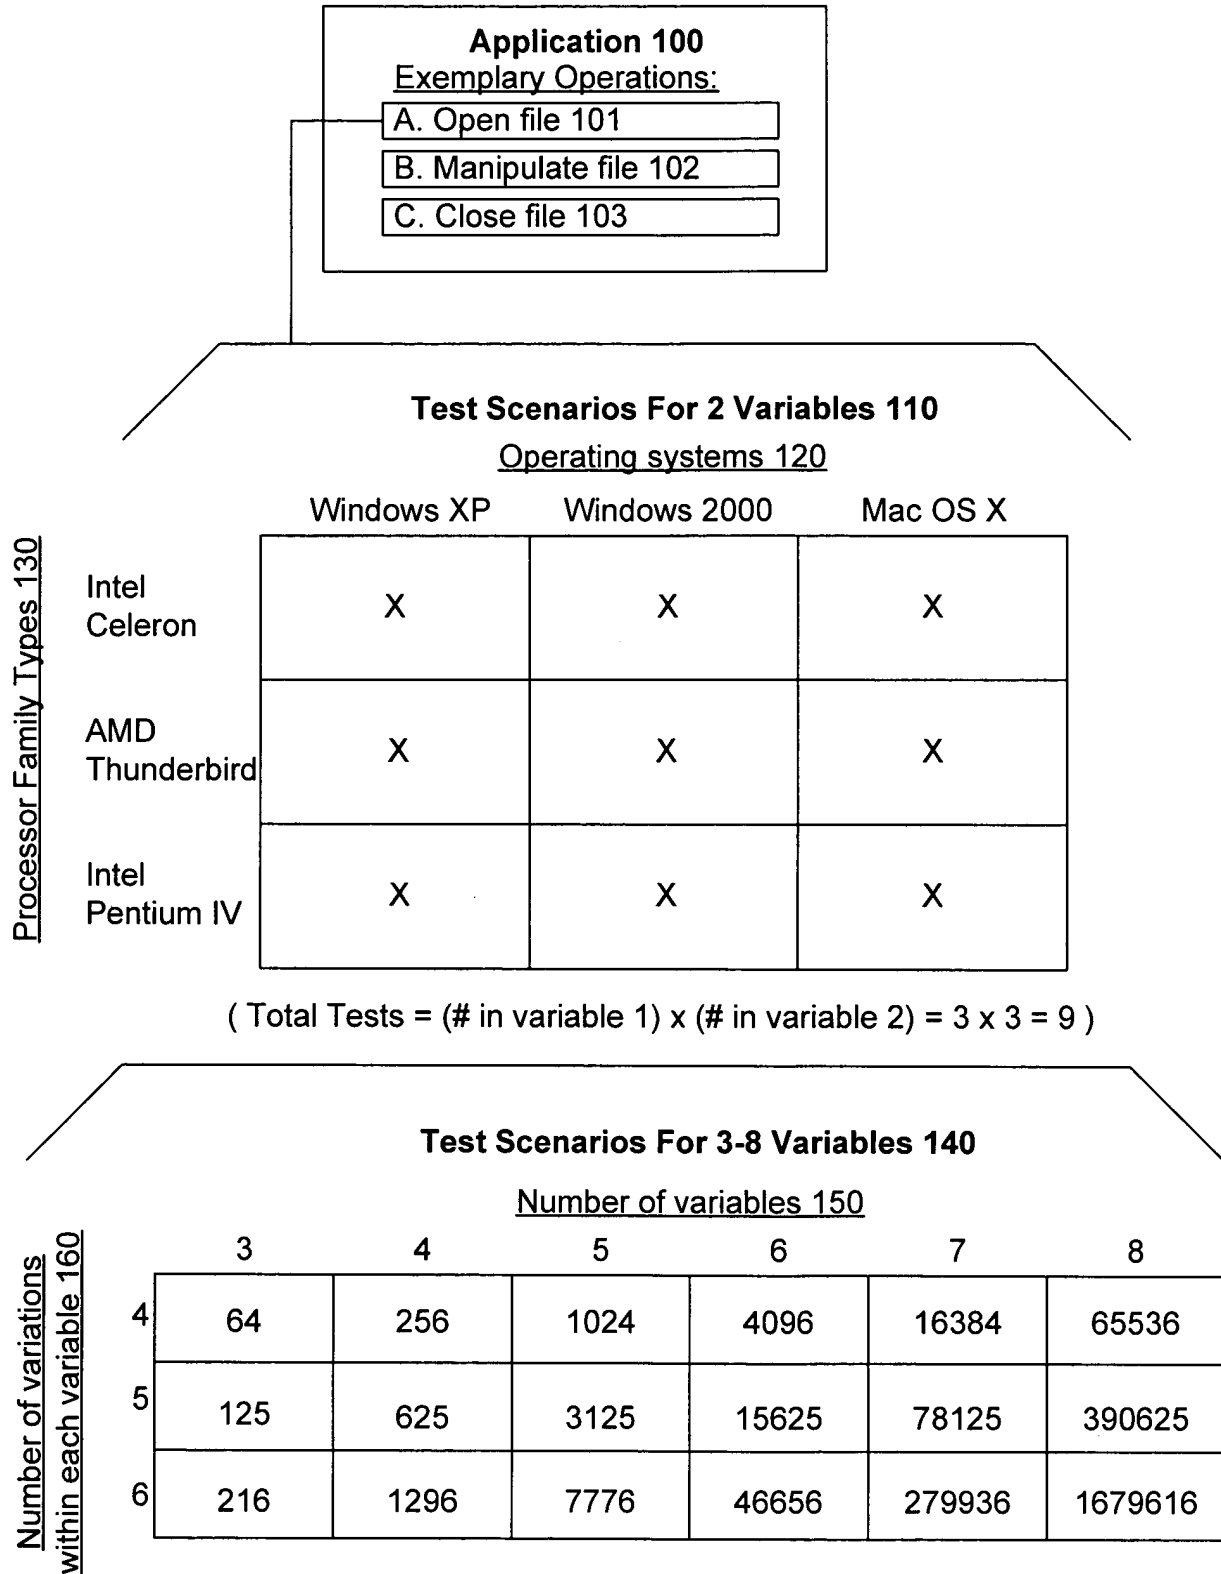 Application 100
Exemplary Operations:
A. Open file 101
B. Manipulate file 102
C. Close file 103
Test Scenarios For 2 Variables 110
Operating systems 120
Windows XP Windows 2000 Mac OS X
Processor Family Types 130
Intel
Celeron
X X X
AMD
Thunderbird
X X X
Intel
Pentium IV
X X X
( Total Tests = (# in variable 1) x (# in variable 2) = 3 x 3 = 9 )
Test Scenarios For 3-8 Variables 140
Number of variables 150
Number of variations
within each variable 160
3 4 5 6 7 8
4 64 256 1024 4096 16384 65536
5 125 625 3125 15625 78125 390625
6 216 1296 7776 46656 279936 1679616